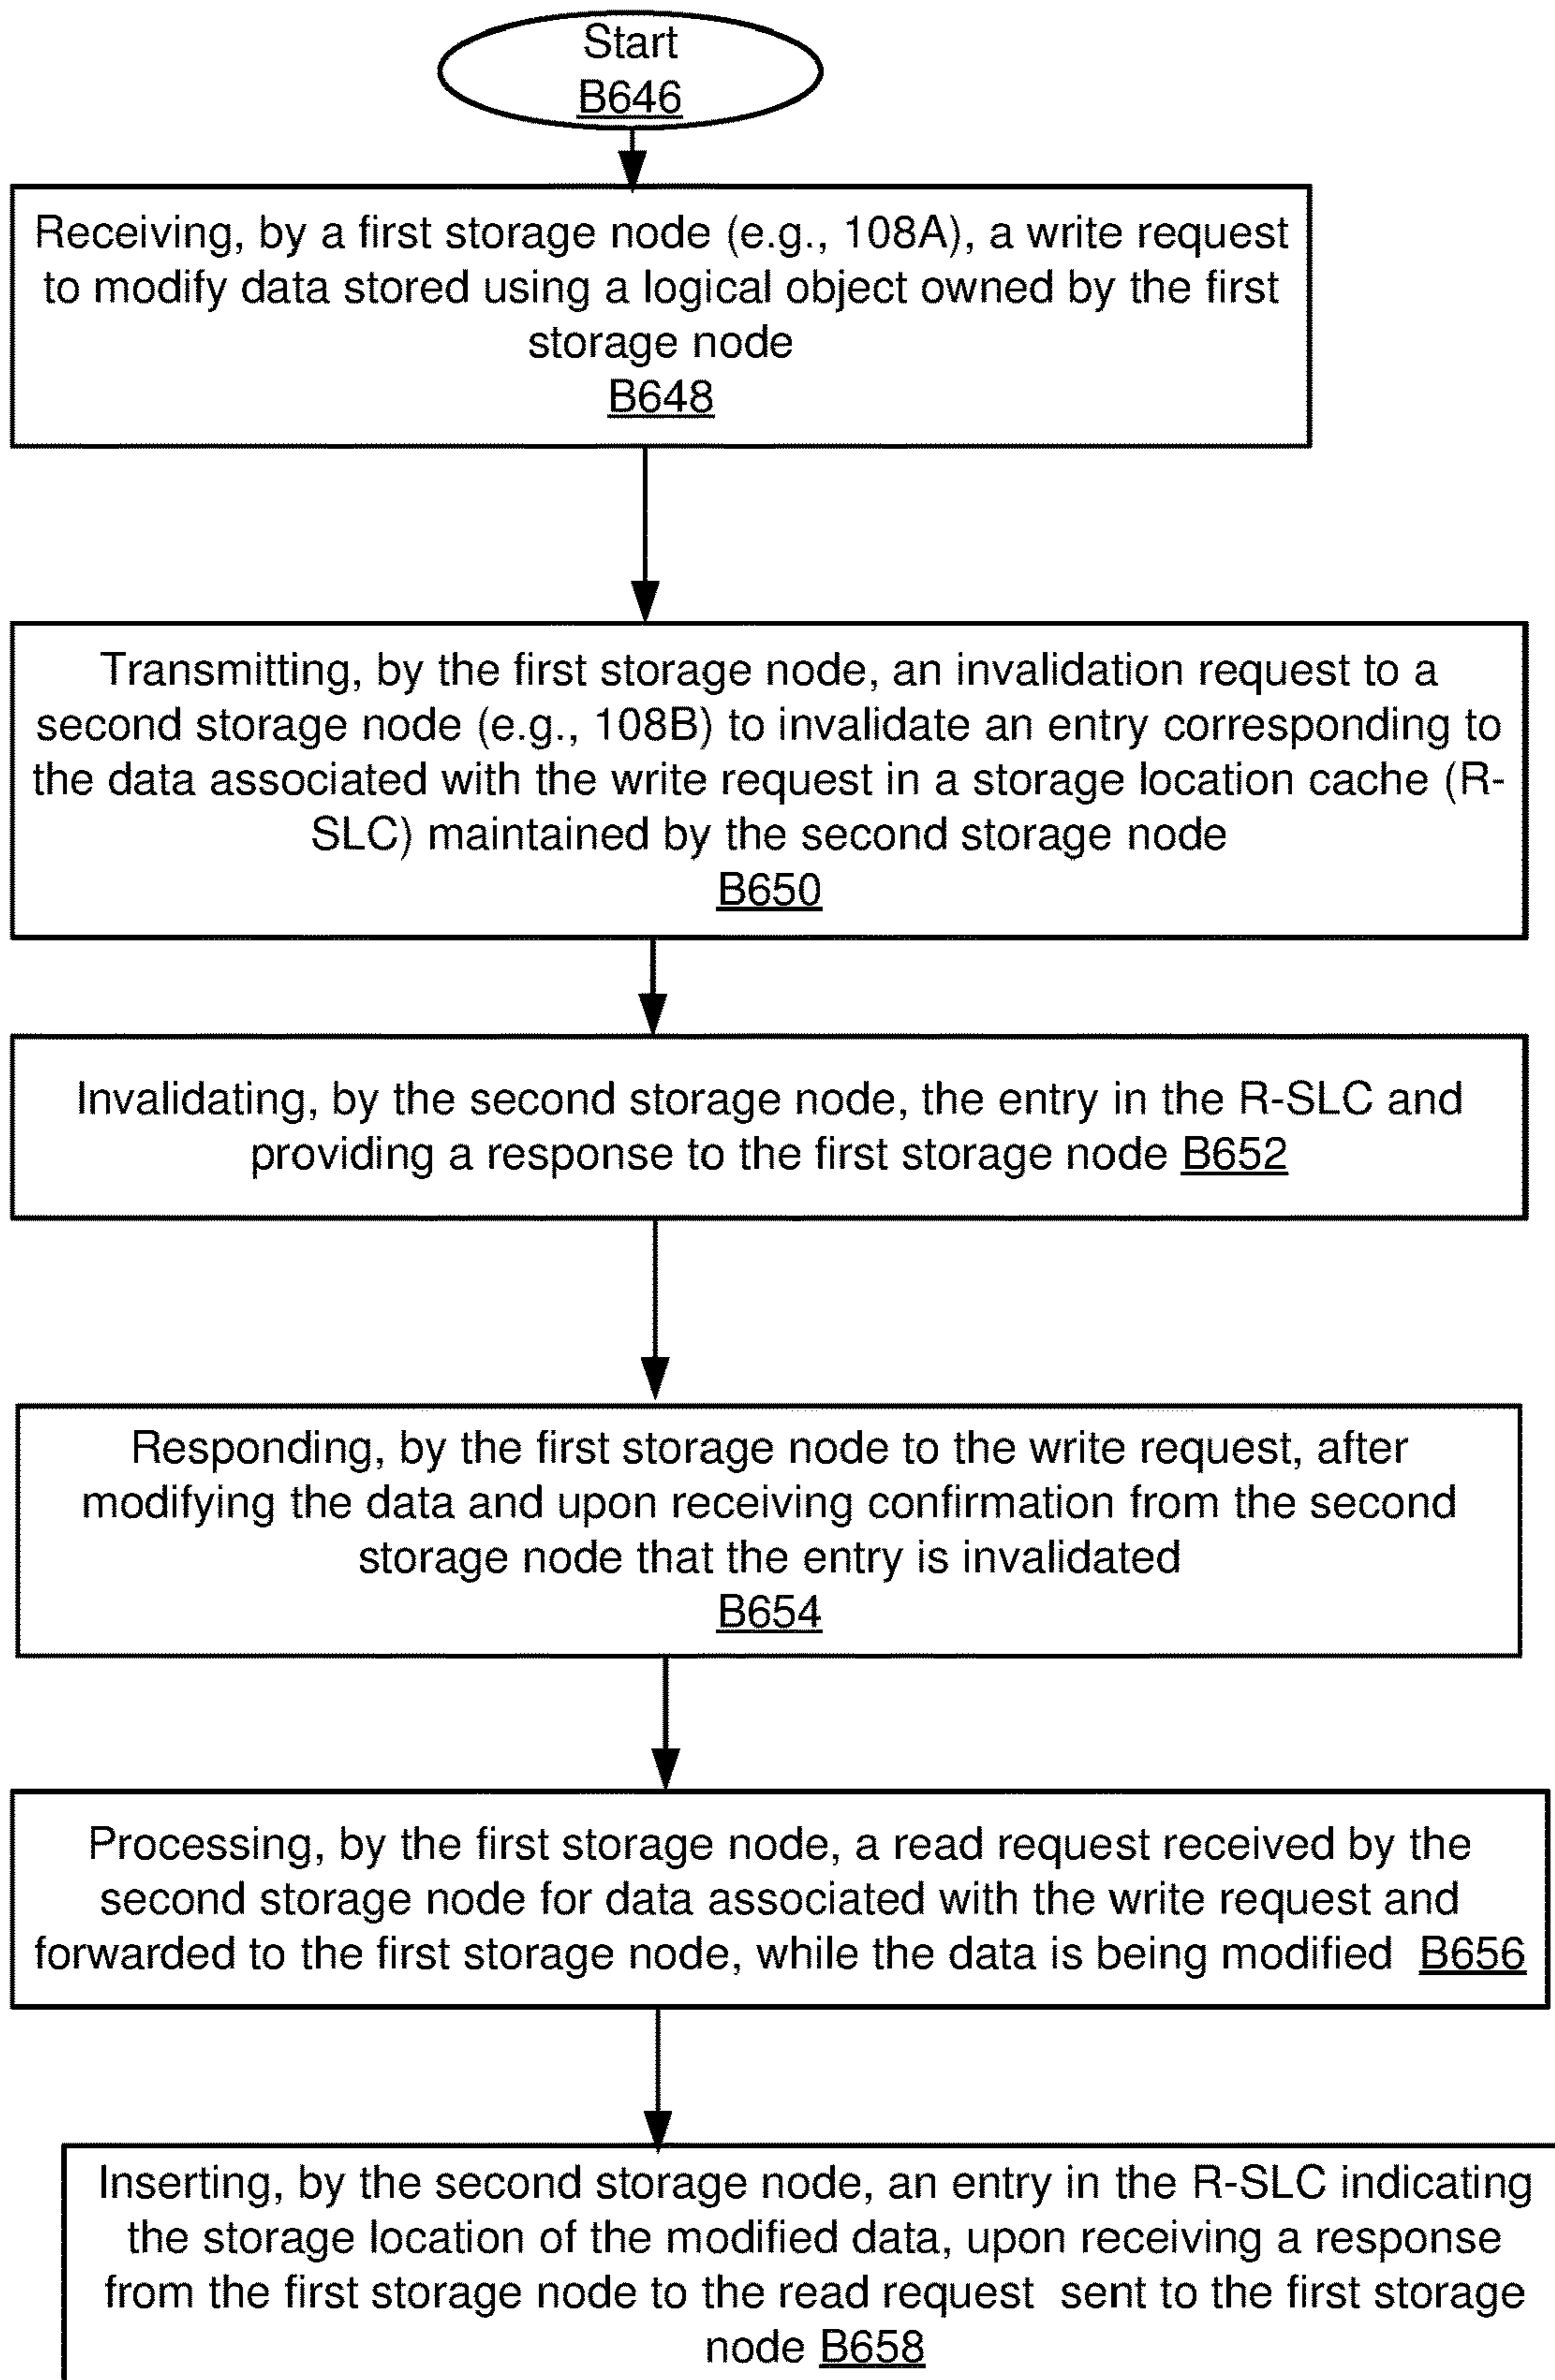 Start
B646
Receiving, by a first storage node (e.g., 108A), a write request
to modify data stored using a logical object owned by the first
storage node
B648
Transmitting, by the first storage node, an invalidation request to a
second storage node (e.g., 108B) to invalidate an entry corresponding to
the data associated with the write request in a storage location cache (R-
SLC) maintained by the second storage node
B650
Invalidating, by the second storage node, the entry in the R-SLC and
providing a response to the first storage node B652
Responding, by the first storage node to the write request, after
modifying the data and upon receiving confirmation from the second
storage node that the entry is invalidated
B654
Processing, by the first storage node, a read request received by the
second storage node for data associated with the write request and
forwarded to the first storage node, while the data is being modified B656
Inserting, by the second storage node, an entry in the R-SLC indicating
the storage location of the modified data, upon receiving a response
from the first storage node to the read request sent to the first storage
node B658